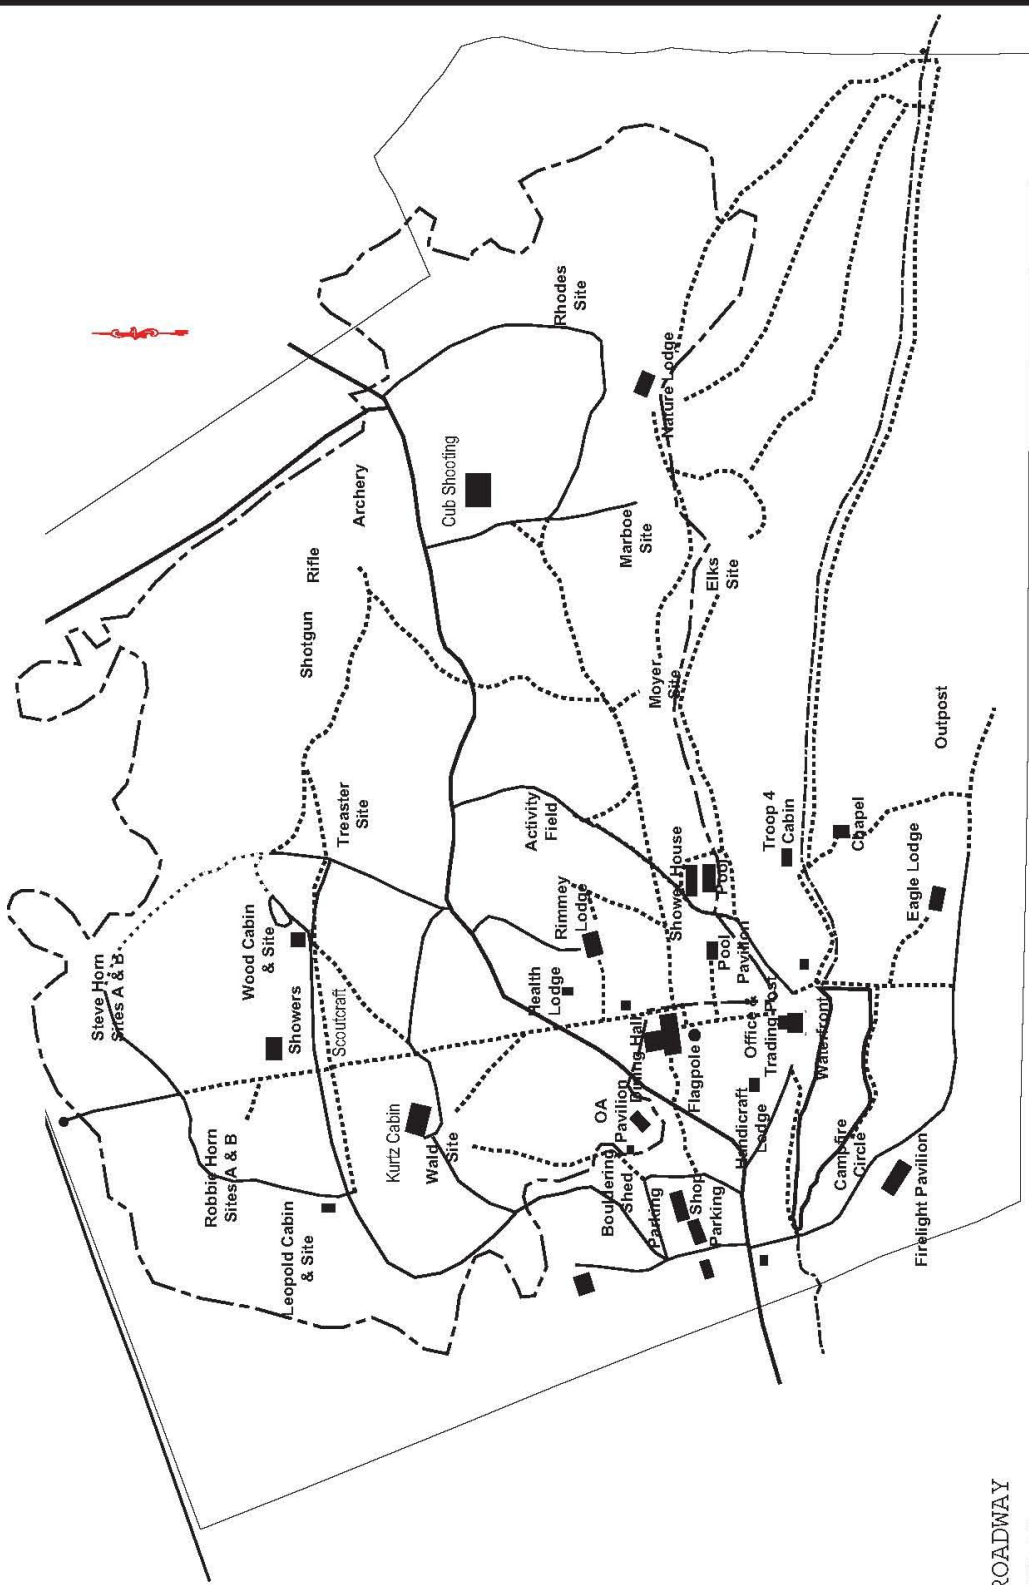 Steve Horn
Sites A & B
Robbie Horn
Sites A & B
Leopold Cabin
& Site
Wood Cabin
& Site
Showers
Scoutcraft
Kurtz Cabin
Wald
Site
Treaster
Site
Shotgun
Rifle
Archery
Cub Shooting
Rhodes
Site
Marboe
Site
Nature Lodge
Elks
Site
Moyer
Site
Activity
Field
Rimmey
Lodge
Health
Lodge
Shower House
Pool
Pool
Pavilion
Dining Hall
OA
Pavilion
Bouldering
Shed
Parking
Shop
Parking
Flagpole
Office &
Trading Post
Handicraft
Lodge
Waterfront
Campfire
Circle
Firelight Pavilion
Troop 4
Cabin
Chapel
Eagle Lodge
Outpost
ROADWAY